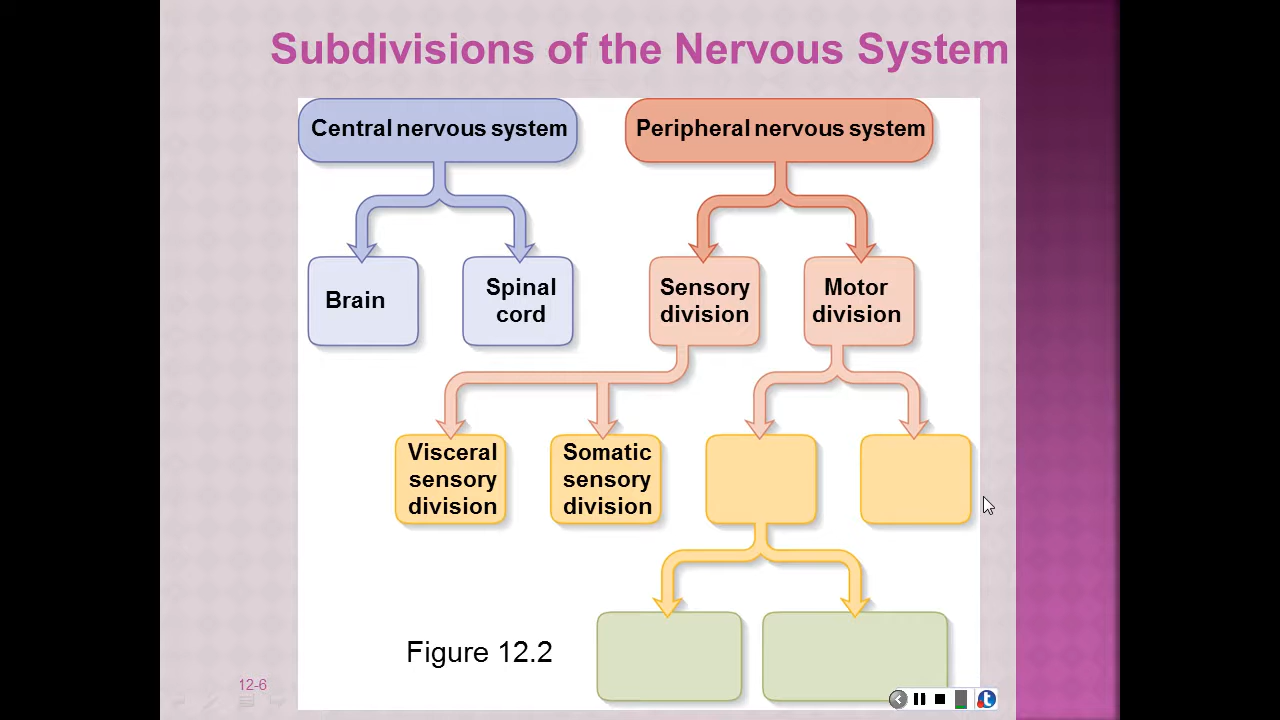 Subdivisions of the Nervous System
Central nervous system
Peripheral nervous system
Brain
Spinal
cord
Sensory
division
Motor
division
Visceral
sensory
division
Somatic
sensory
division
Figure 12.2
12-6
t